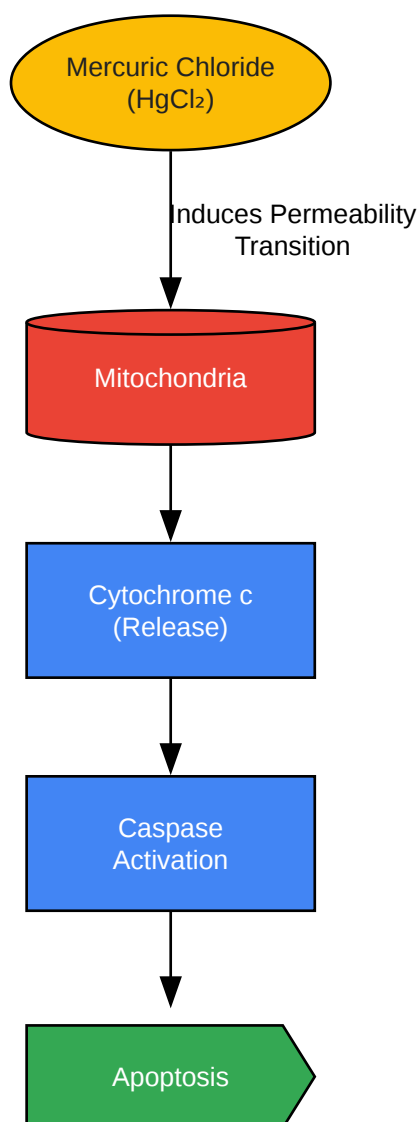 Mercuric Chloride
(HgCl₂)
Induces Permeability
Transition
Mitochondria
Cytochrome c
(Release)
Caspase
Activation
Apoptosis